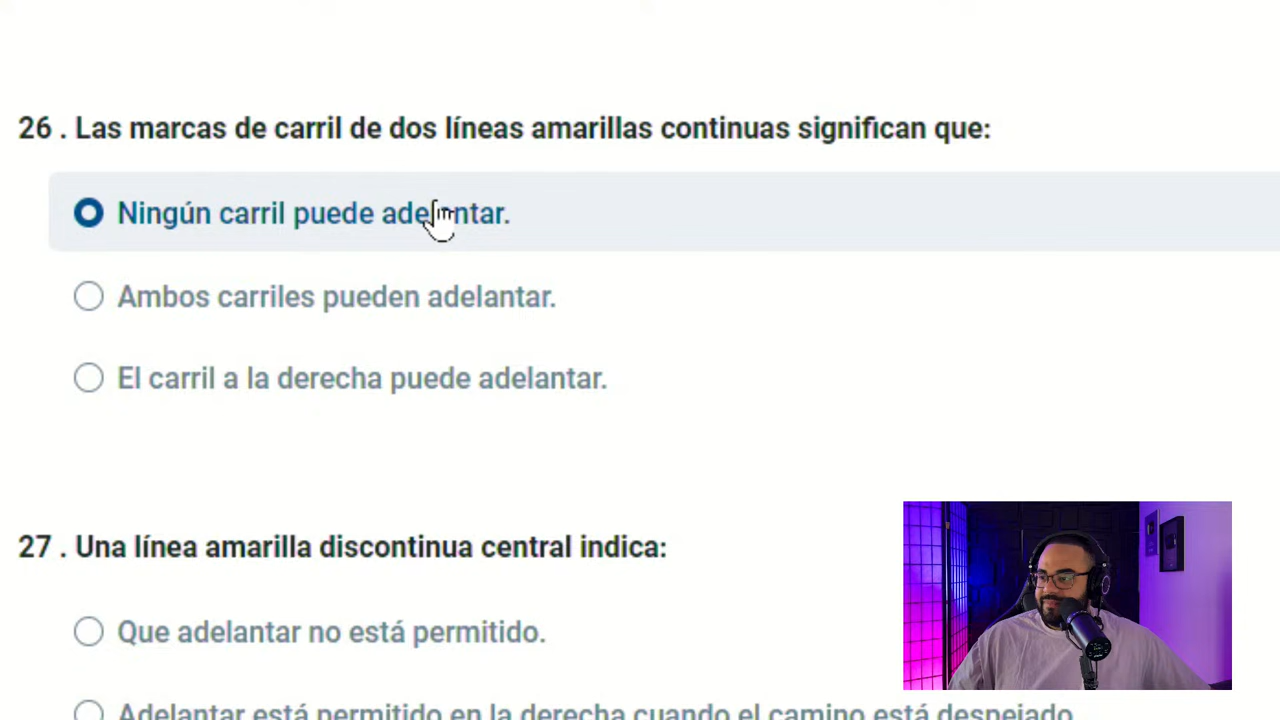 26 . Las marcas de carril de dos líneas amarillas continuas significan que:
Ningún carril puede adelantar.
Ambos carriles pueden adelantar.
El carril a la derecha puede adelantar.
27 . Una línea amarilla discontinua central indica:
Que adelantar no está permitido.
Adelantar está permitido en la derecha cuando el camino está despejado.